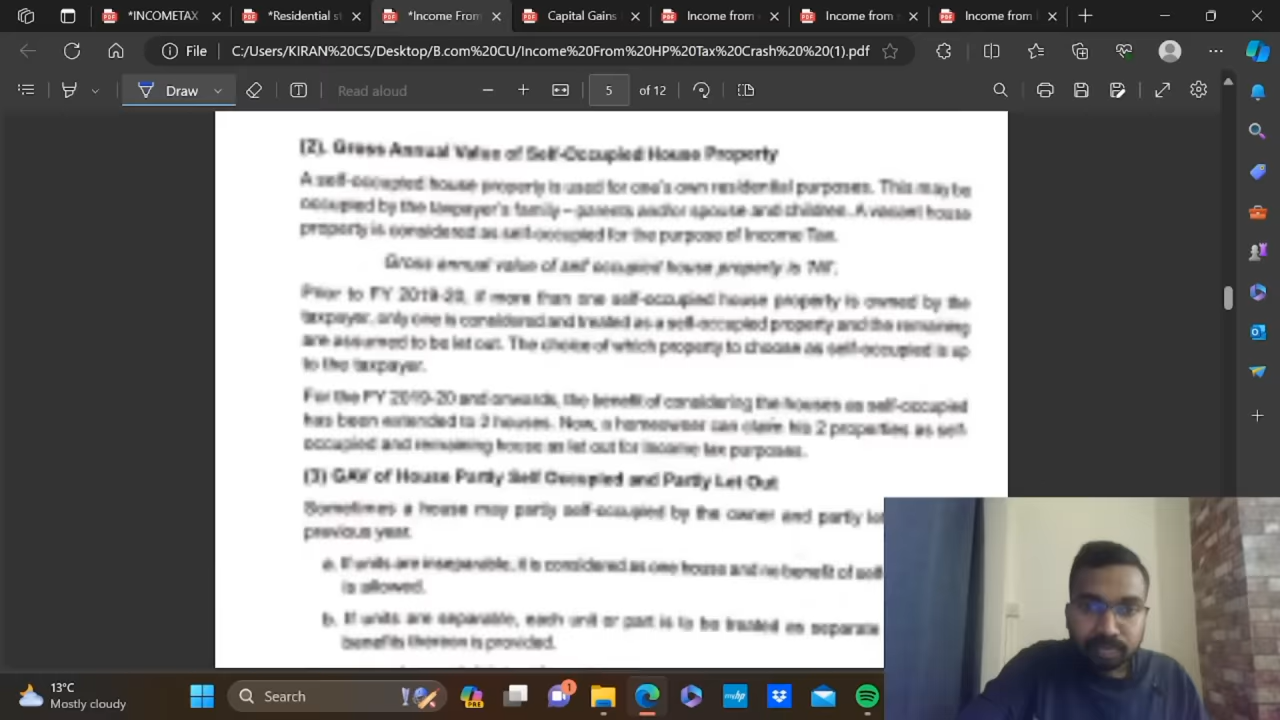 *INCOMETAX
*Residential st
*Income From
Capital Gains
Income from
Income from
Income from
File
C:/Users/KIRAN%20CS/Desktop/B.com%20CU/Income%20From%20HP%20Tax%20Crash%20%20(1).pdf
Draw
Read aloud
5
of 12
(2). Gross Annual Value of Self-Occupied House Property
A self-occupied house property is used for one's own residential purposes. This may be
occupied by the taxpayer's family – parents and/or spouse and children. A vacant house
property is considered as self-occupied for the purpose of Income Tax.
Gross annual value of self occupied house property is 'Nil'.
Prior to FY 2019-20, if more than one self-occupied house property is owned by the
taxpayer, only one is considered and treated as a self-occupied property and the remaining
are assumed to be let out. The choice of which property to choose as self-occupied is up
to the taxpayer.
For the FY 2019-20 and onwards, the benefit of considering the houses as self-occupied
has been extended to 2 houses. Now, a homeowner can claim his 2 properties as self-
occupied and remaining house as let out for Income tax purposes.
(3) GAV of House Partly Self Occupied and Partly Let Out
Sometimes a house may partly self-occupied by the owner and partly
previous year.
a. If units are inseparable, it is considered as one house and no benefit of self
is allowed.
b. If units are separable, each unit or part is to be treated as separate
benefits thereon is provided.
13°C
Mostly cloudy
Search
PRE
1
myhp